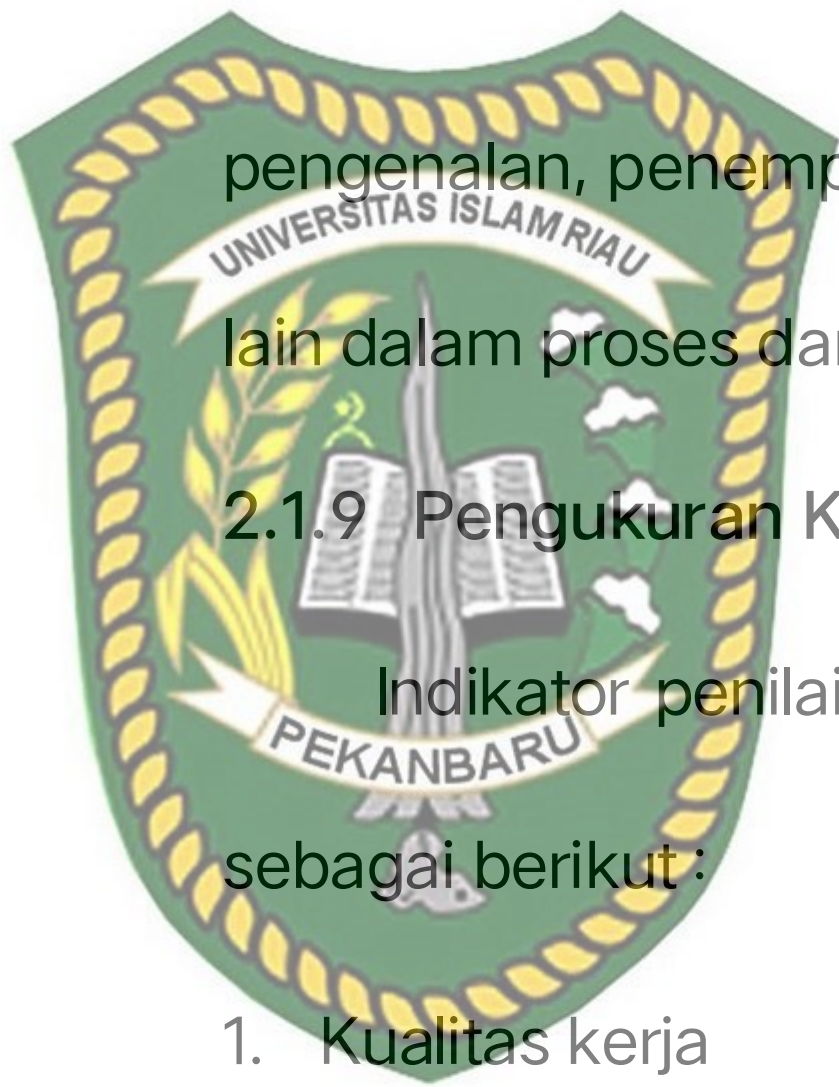 pengenalan, penemp
UNIVERSITAS ISLAM RIAU
lain dalam proses dan
2.1.9 Pengukuran K
Indikator penilai
PEKANBARU
sebagai berikut :
1. Kualitas kerja